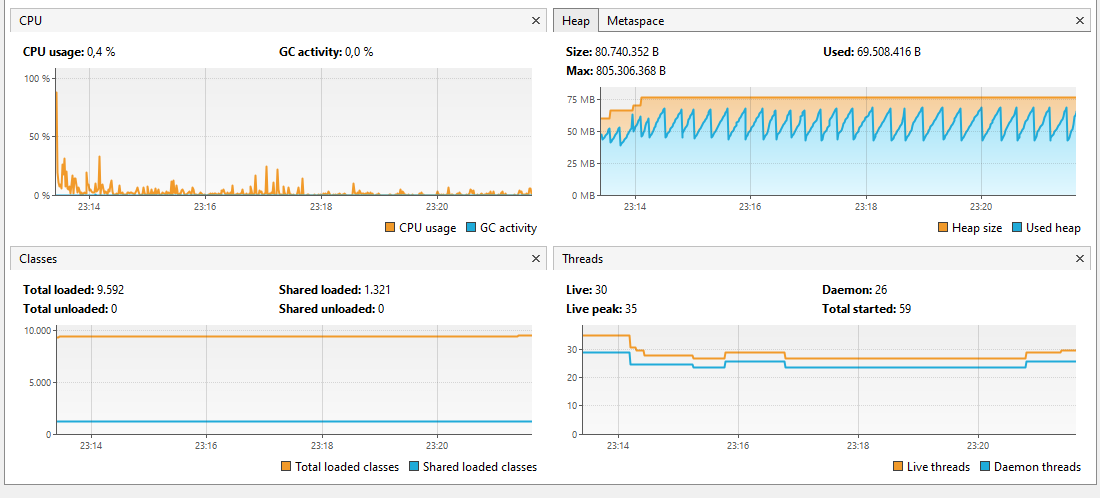 CPU
CPU usage: 0,4 %
GC activity: 0,0 %
100 %
50 %
0 %
23:14
23:16
23:18
23:20
CPU usage
GC activity
Heap
Metaspace
Size: 80.740.352 B
Used: 69.508.416 B
Max: 805.306.368 B
75 MB
50 MB
25 MB
0 MB
23:14
23:16
23:18
23:20
Heap size
Used heap
Classes
Total loaded: 9.592
Shared loaded: 1.321
Total unloaded: 0
Shared unloaded: 0
10.000
5.000
0
23:14
23:16
23:18
23:20
Total loaded classes
Shared loaded classes
Threads
Live: 30
Daemon: 26
Live peak: 35
Total started: 59
30
20
10
0
23:14
23:16
23:18
23:20
Live threads
Daemon threads